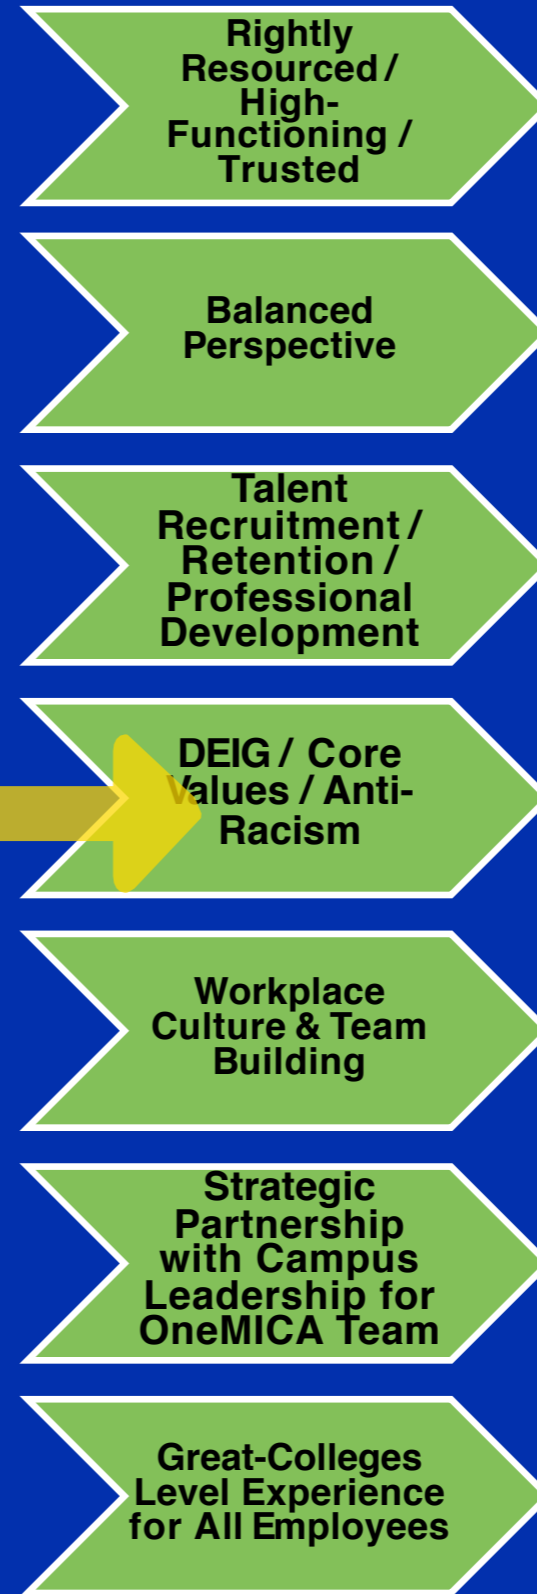 Rightly
Resourced /
High-
Functioning /
Trusted
Balanced
Perspective
Talent
Recruitment /
Retention /
Professional
Development
DEIG / Core
Values / Anti-
Racism
Workplace
Culture & Team
Building
Strategic
Partnership
with Campus
Leadership for
OneMICA Team
Great-Colleges
Level Experience
for All Employees